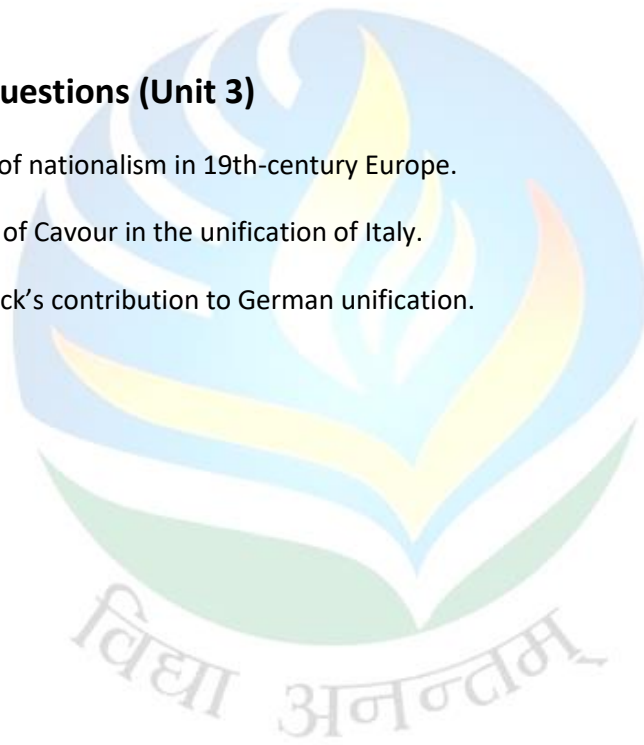 uestions (Unit 3)
of nationalism in 19th-century Europe.
of Cavour in the unification of Italy.
ck’s contribution to German unification.
विद्या अनन्तम्